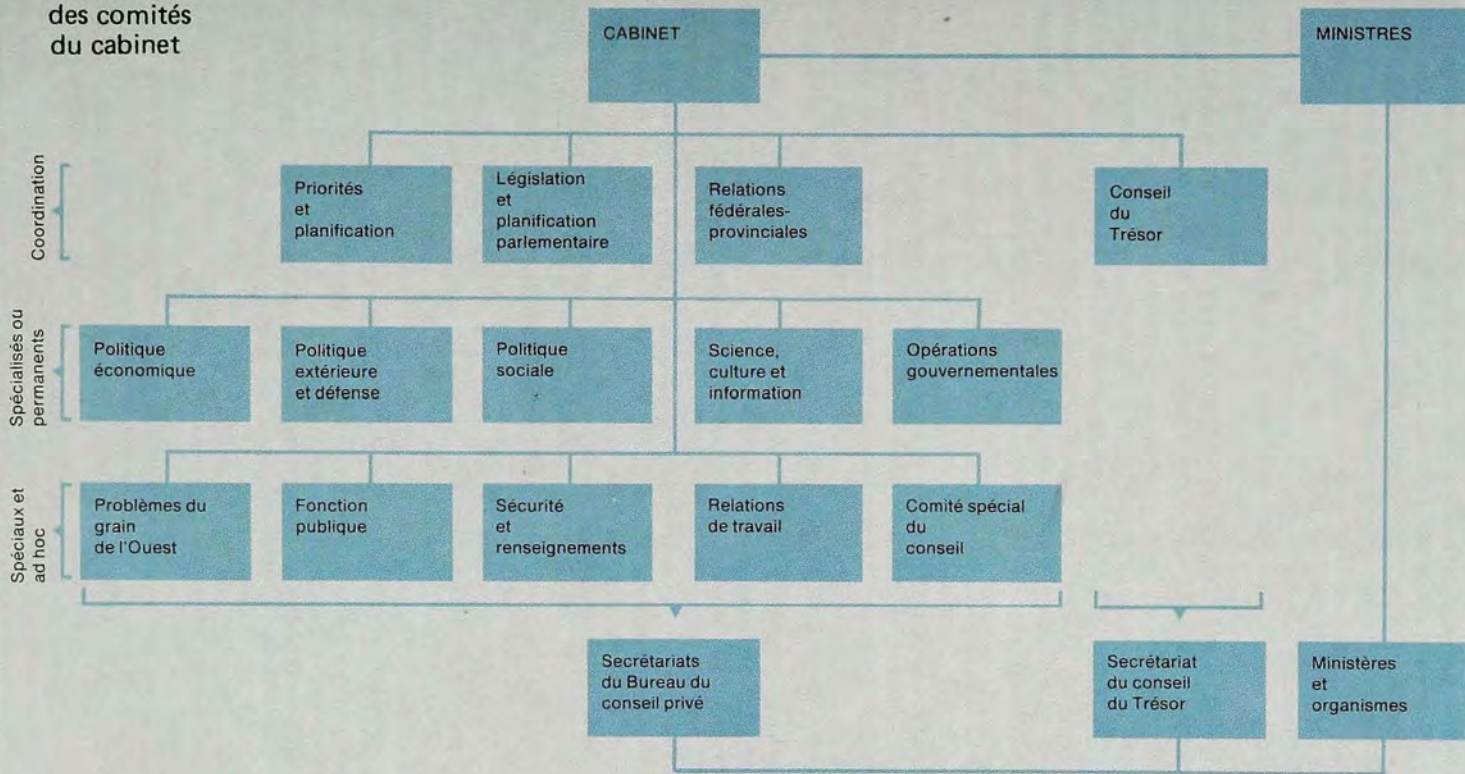 des comités
du cabinet
CABINET
MINISTRES
Coordination
Priorités
et
planification
Législation
et
planification
parlementaire
Relations
fédérales-
provinciales
Conseil
du
Trésor
Spécialisés ou
permanents
Politique
économique
Politique
extérieure
et défense
Politique
sociale
Science,
culture et
information
Opérations
gouvernementales
Spéciaux et
ad hoc
Problèmes du
grain
de l'Ouest
Fonction
publique
Sécurité
et
renseignements
Relations
de travail
Comité spécial
du
conseil
Secrétariats
du Bureau du
conseil privé
Secrétariat
du conseil
du Trésor
Ministères
et
organismes